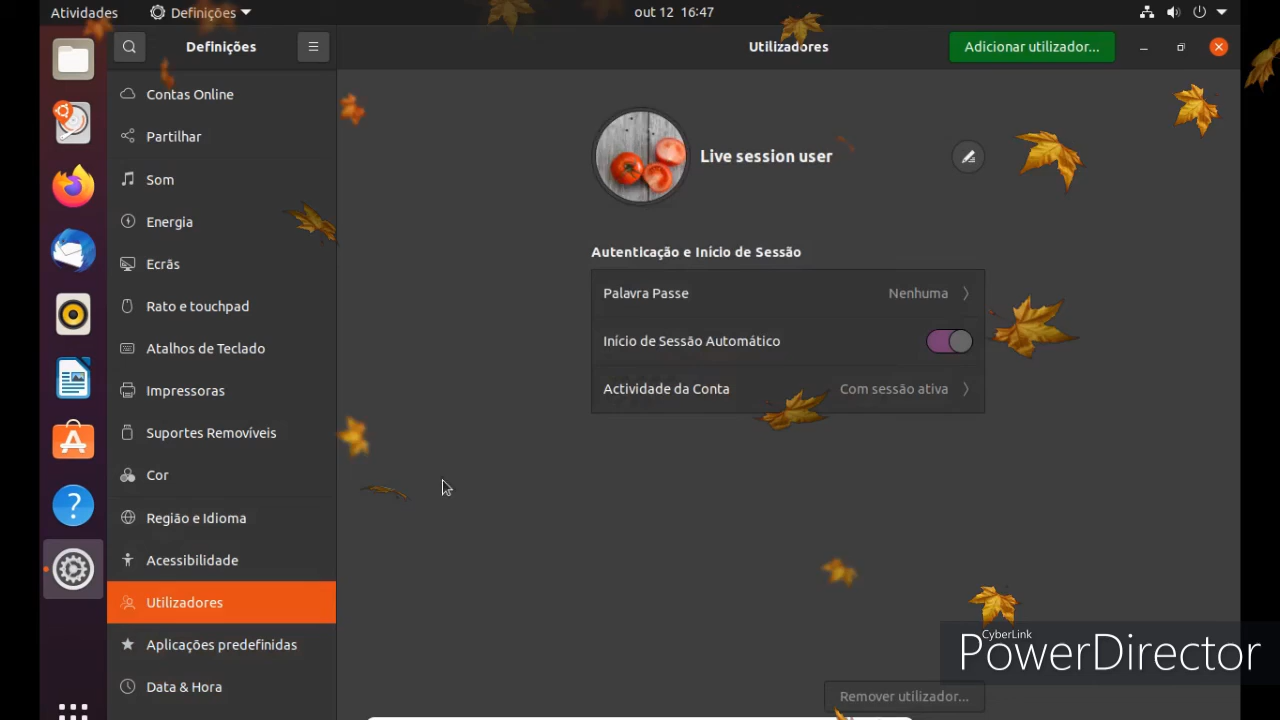 Atividades
Definições
out 12 16:47
Definições
Utilizadores
Adicionar utilizador...
Contas Online
Partilhar
Som
Energia
Ecrãs
Rato e touchpad
Atalhos de Teclado
Impressoras
Suportes Removíveis
Cor
Região e Idioma
Acessibilidade
Utilizadores
Aplicações predefinidas
Data & Hora
Live session user
Autenticação e Início de Sessão
Palavra Passe Nenhuma
Início de Sessão Automático
Actividade da Conta Com sessão ativa
Remover utilizador...
CyberLink
PowerDirector